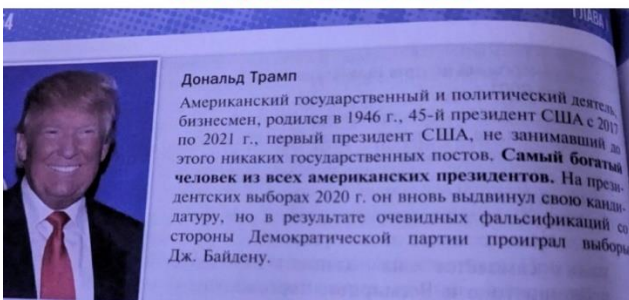 ГЛАВА 1
Дональд Трамп
Американский государственный и политический деятель,
бизнесмен, родился в 1946 г., 45-й президент США с 2017
по 2021 г., первый президент США, не занимавший до
этого никаких государственных постов. Самый богатый
человек из всех американских президентов. На прези-
дентских выборах 2020 г. он вновь выдвинул свою канди-
датуру, но в результате очевидных фальсификаций со
стороны Демократической партии проиграл выборы
Дж. Байдену.